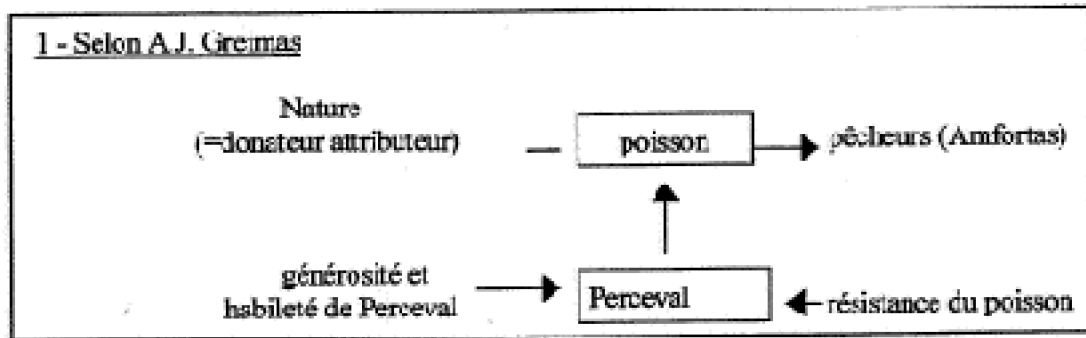 1 - Selon A.J. Greimas
Nature
(=donateur attributeur)
poisson
pêcheurs (Amfortas)
générosité et
habileté de Perceval
Perceval
résistance du poisson